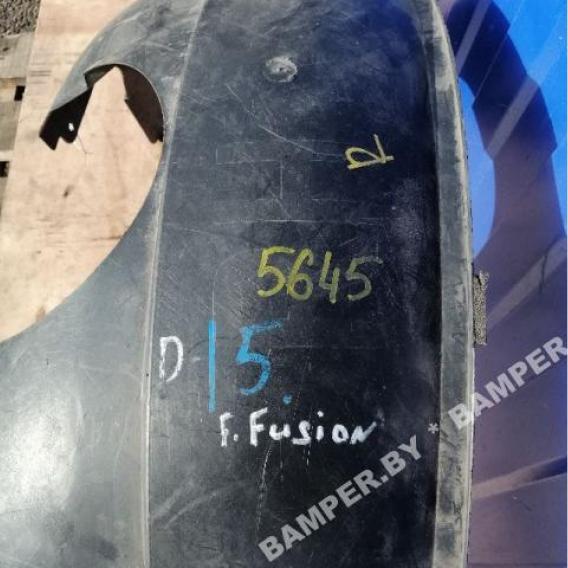 R
5645
D 15.
F. Fusion
BAMPER.BY * BAMPER.